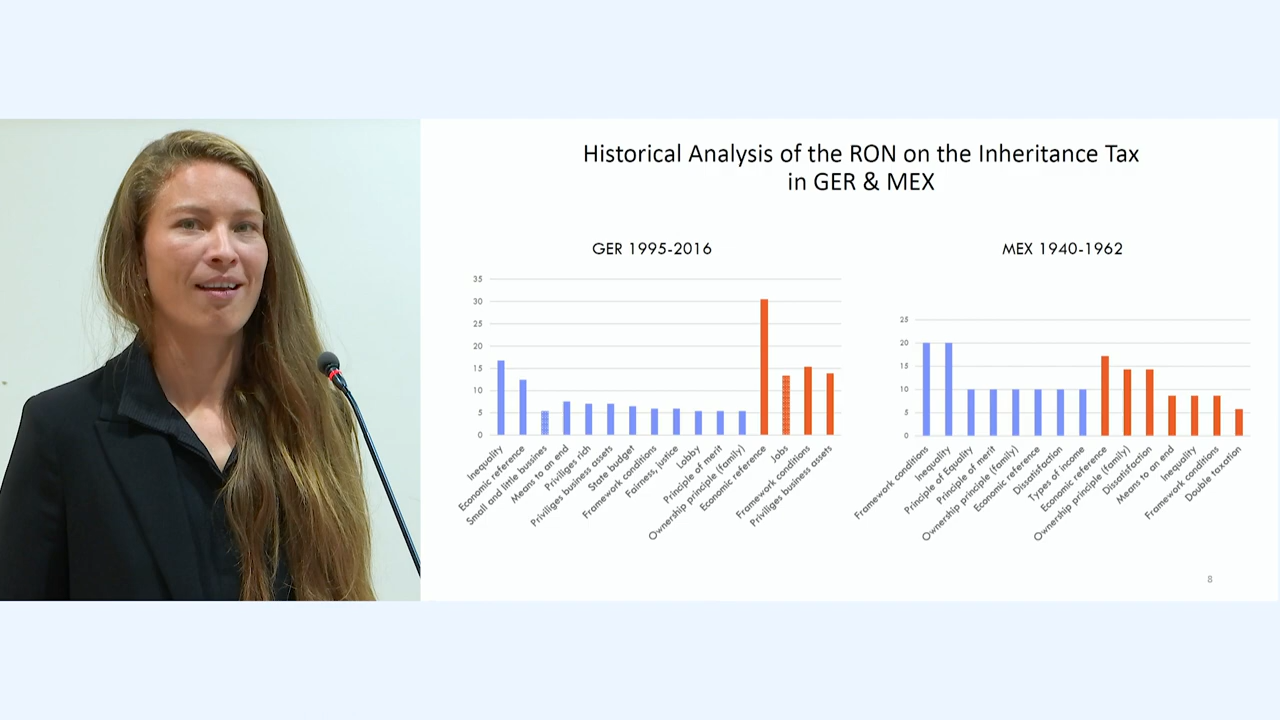 Historical Analysis of the RON on the Inheritance Tax
in GER & MEX
GER 1995-2016
35
30
25
20
15
10
5
0
Inequality
Economic reference
Small and little bussines
Means to an end
Priviliges rich
Priviliges business assets
State budget
Framework conditions
Fairness, justice
Lobby
Principle of merit
Ownership principle (family)
Economic reference
Jobs
Framework conditions
Priviliges business assets
MEX 1940-1962
25
20
15
10
5
0
Framework conditions
Inequality
Principle of Equality
Principle of merit
Ownership principle (family)
Economic reference
Dissatisfaction
Types of income
Economic reference
Ownership principle (family)
Dissatisfaction
Means to an end
Inequality
Framework conditions
Double taxation
8